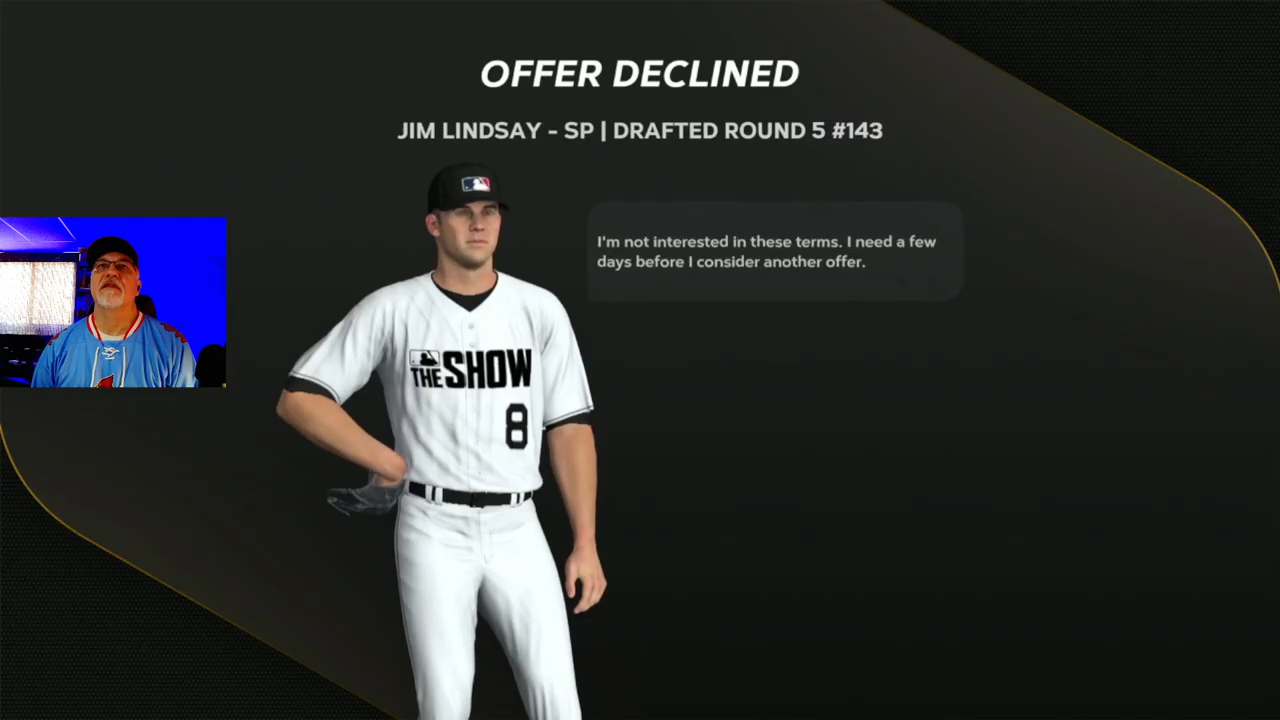 OFFER DECLINED
JIM LINDSAY - SP | DRAFTED ROUND 5 #143
I'm not interested in these terms. I need a few
days before I consider another offer.
THE SHOW
8